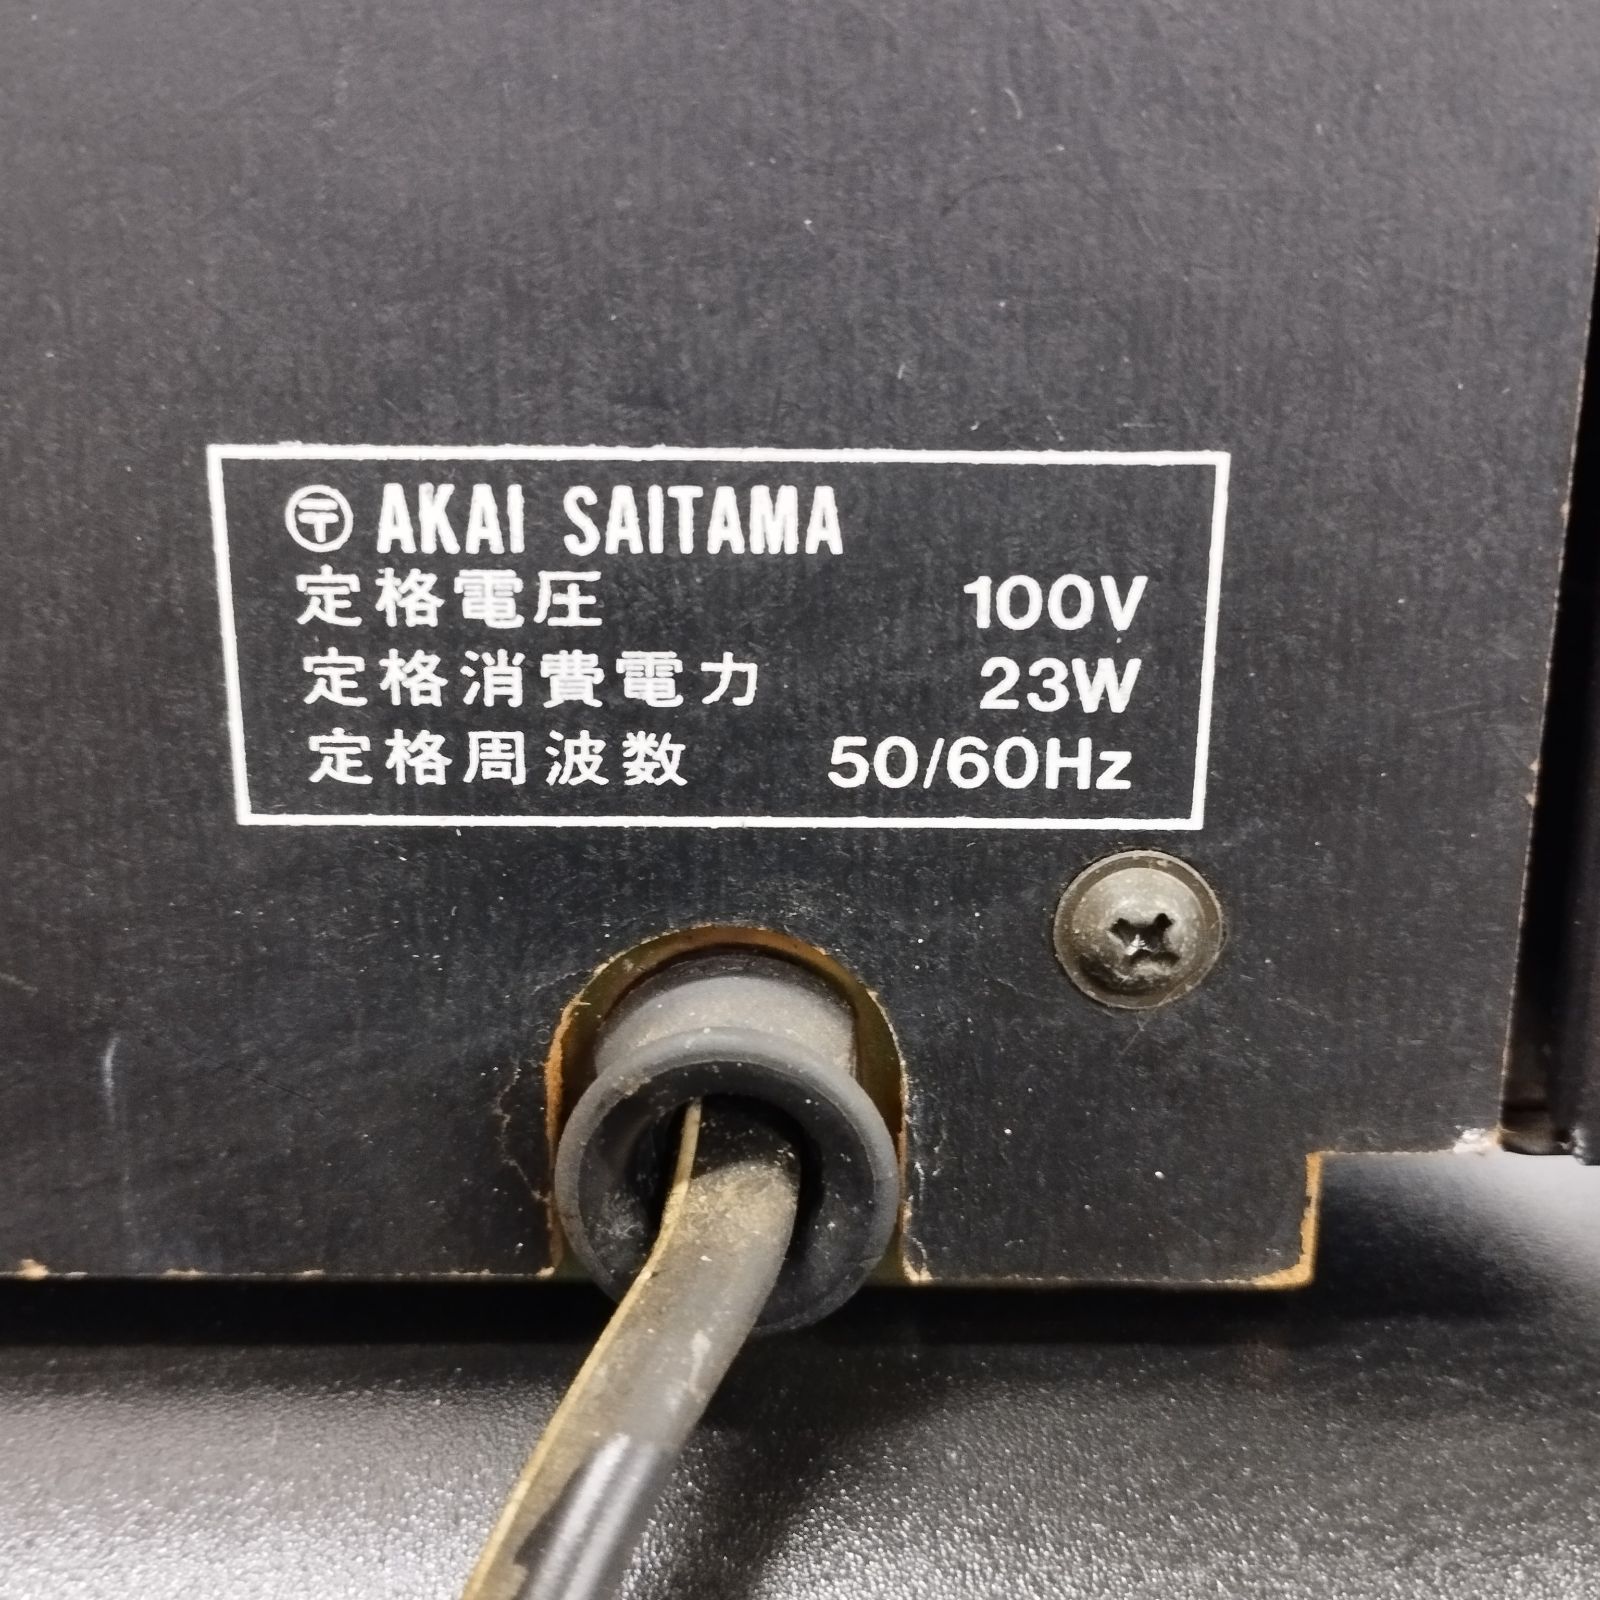 〶 AKAI SAITAMA
定格電圧 100V
定格消費電力 23W
定格周波数 50/60Hz